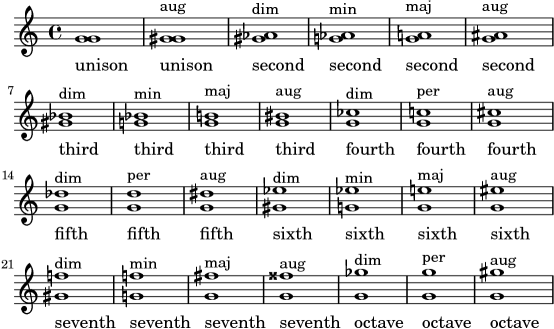 aug dim min maj aug
unison unison second second second second
7 dim min maj aug dim per aug
third third third third fourth fourth fourth
14 dim per aug dim min maj aug
fifth fifth fifth sixth sixth sixth sixth
21 dim min maj aug dim per aug
seventh seventh seventh seventh octave octave octave